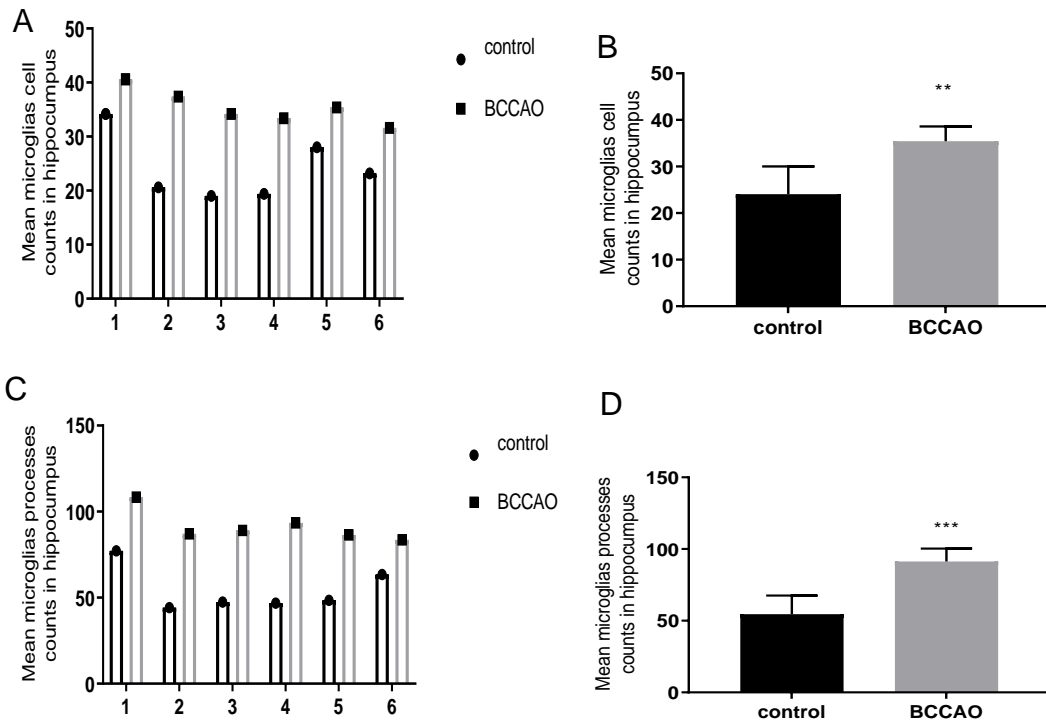 A
Mean microglias cell
counts in hippocumpus
50
40
30
20
10
0
1 2 3 4 5 6
control
BCCAO
B
Mean microglias cell
counts in hippocumpus
50
40
30
20
10
0
**
control BCCAO
C
Mean microglias processes
counts in hippocumpus
150
100
50
0
1 2 3 4 5 6
control
BCCAO
D
Mean microglias processes
counts in hippocumpus
150
100
50
0
***
control BCCAO